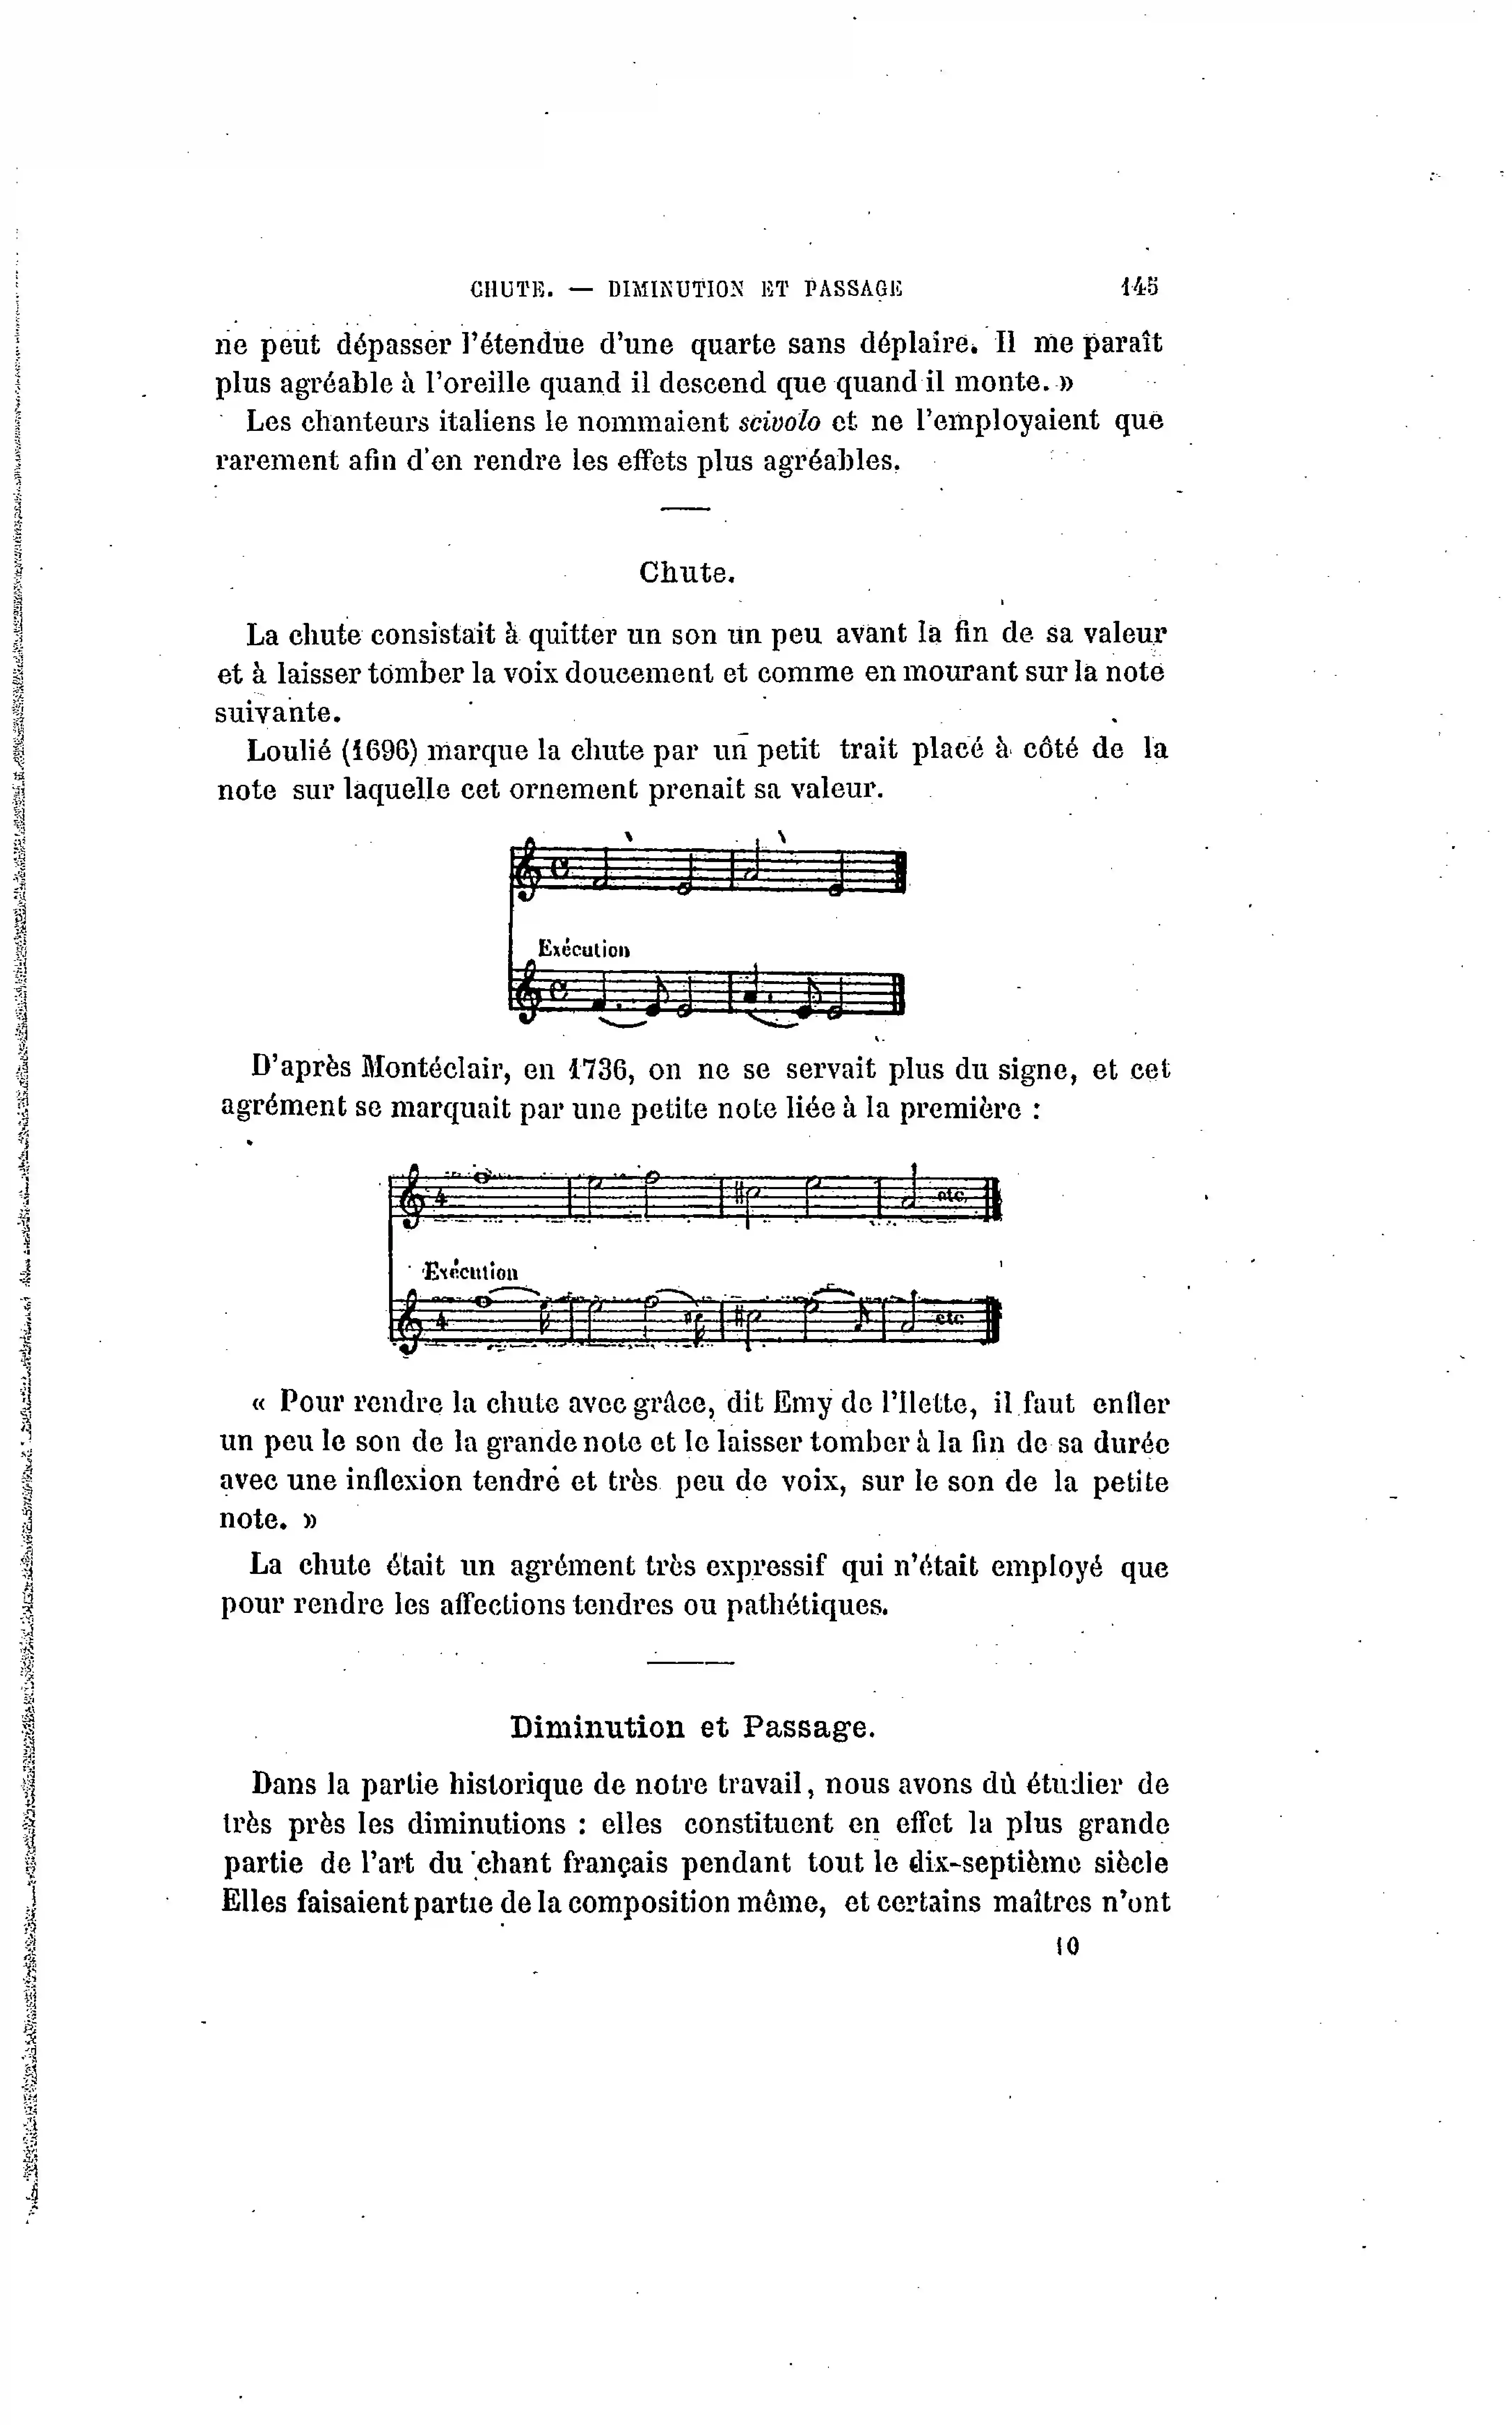 CHUTE. — DIMINUTION ET PASSAGE 145
ne peut dépasser l'étendue d'une quarte sans déplaire. Il me paraît
plus agréable à l'oreille quand il descend que quand il monte. »
Les chanteurs italiens le nommaient scivolo et ne l'employaient que
rarement afin d'en rendre les effets plus agréables.
Chute.
La chute consistait à quitter un son un peu avant la fin de sa valeur
et à laisser tomber la voix doucement et comme en mourant sur la note
suivante.
Loulié (1696) marque la chute par un petit trait placé à côté de la
note sur laquelle cet ornement prenait sa valeur.
Exécution
D'après Montéclair, en 1736, on ne se servait plus du signe, et cet
agrément se marquait par une petite note liée à la première :
4 etc.
Exécution
4 etc.
« Pour rendre la chute avec grâce, dit Emy de l'Ilette, il faut enfler
un peu le son de la grande note et le laisser tomber à la fin de sa durée
avec une inflexion tendre et très peu de voix, sur le son de la petite
note. »
La chute était un agrément très expressif qui n'était employé que
pour rendre les affections tendres ou pathétiques.
Diminution et Passage.
Dans la partie historique de notre travail, nous avons dû étudier de
très près les diminutions : elles constituent en effet la plus grande
partie de l'art du chant français pendant tout le dix-septième siècle
Elles faisaient partie de la composition même, et certains maîtres n'ont
10